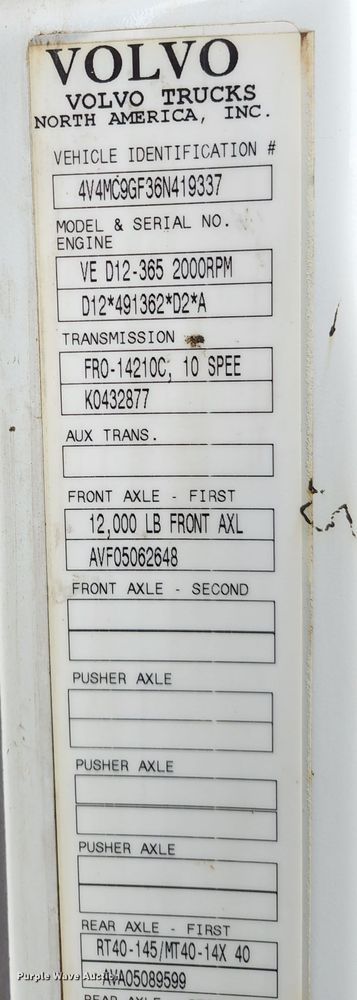 VOLVO
VOLVO TRUCKS
NORTH AMERICA, INC.
VEHICLE IDENTIFICATION #
4V4MC9GF36N419337
MODEL & SERIAL NO.
ENGINE
VE D12-365 2000RPM
D12*491362*D2*A
TRANSMISSION
FRO-14210C, 10 SPEE
K0432877
AUX TRANS.
FRONT AXLE - FIRST
12,000 LB FRONT AXL
AVF05062648
FRONT AXLE - SECOND
PUSHER AXLE
PUSHER AXLE
PUSHER AXLE
REAR AXLE - FIRST
RT40-145/MT40-14X 40
AVA05089599
Purple Wave Auction
REAR AXLE -